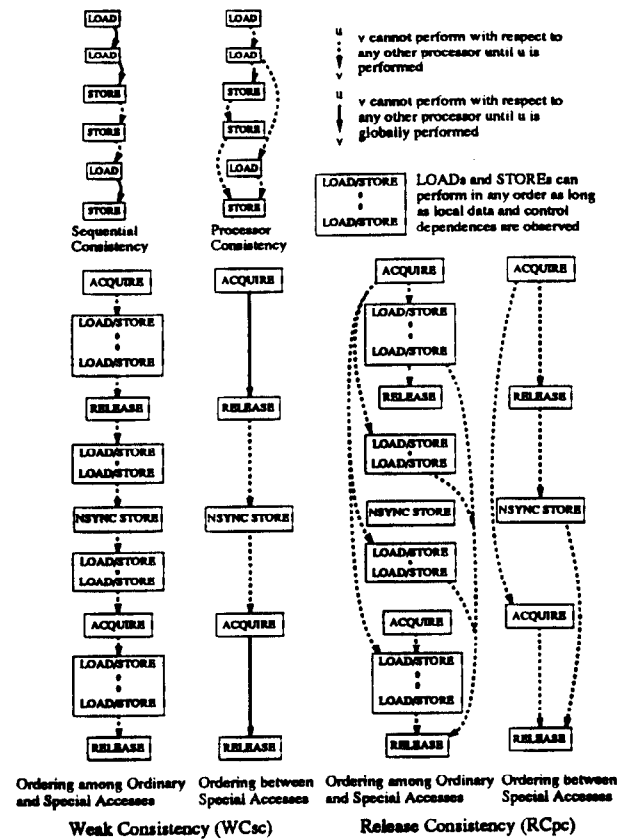 LOAD
LOAD
STORE
STORE
LOAD
STORE
Sequential
Consistency
LOAD
LOAD
STORE
STORE
LOAD
STORE
Processor
Consistency
u
v
v cannot perform with respect to
any other processor until u is
performed
u
v
v cannot perform with respect to
any other processor until u is
globally performed
LOAD/STORE
LOAD/STORE
LOADs and STOREs can
perform in any order as long
as local data and control
dependences are observed
ACQUIRE
LOAD/STORE
LOAD/STORE
RELEASE
LOAD/STORE
LOAD/STORE
NSYNC STORE
LOAD/STORE
LOAD/STORE
ACQUIRE
LOAD/STORE
LOAD/STORE
RELEASE
Ordering among Ordinary
and Special Accesses
ACQUIRE
RELEASE
NSYNC STORE
ACQUIRE
RELEASE
Ordering between
Special Accesses
Weak Consistency (WCsc)
ACQUIRE
LOAD/STORE
LOAD/STORE
RELEASE
LOAD/STORE
LOAD/STORE
NSYNC STORE
LOAD/STORE
LOAD/STORE
ACQUIRE
LOAD/STORE
LOAD/STORE
RELEASE
Ordering among Ordinary
and Special Accesses
ACQUIRE
RELEASE
NSYNC STORE
ACQUIRE
RELEASE
Ordering between
Special Accesses
Release Consistency (RCpc)